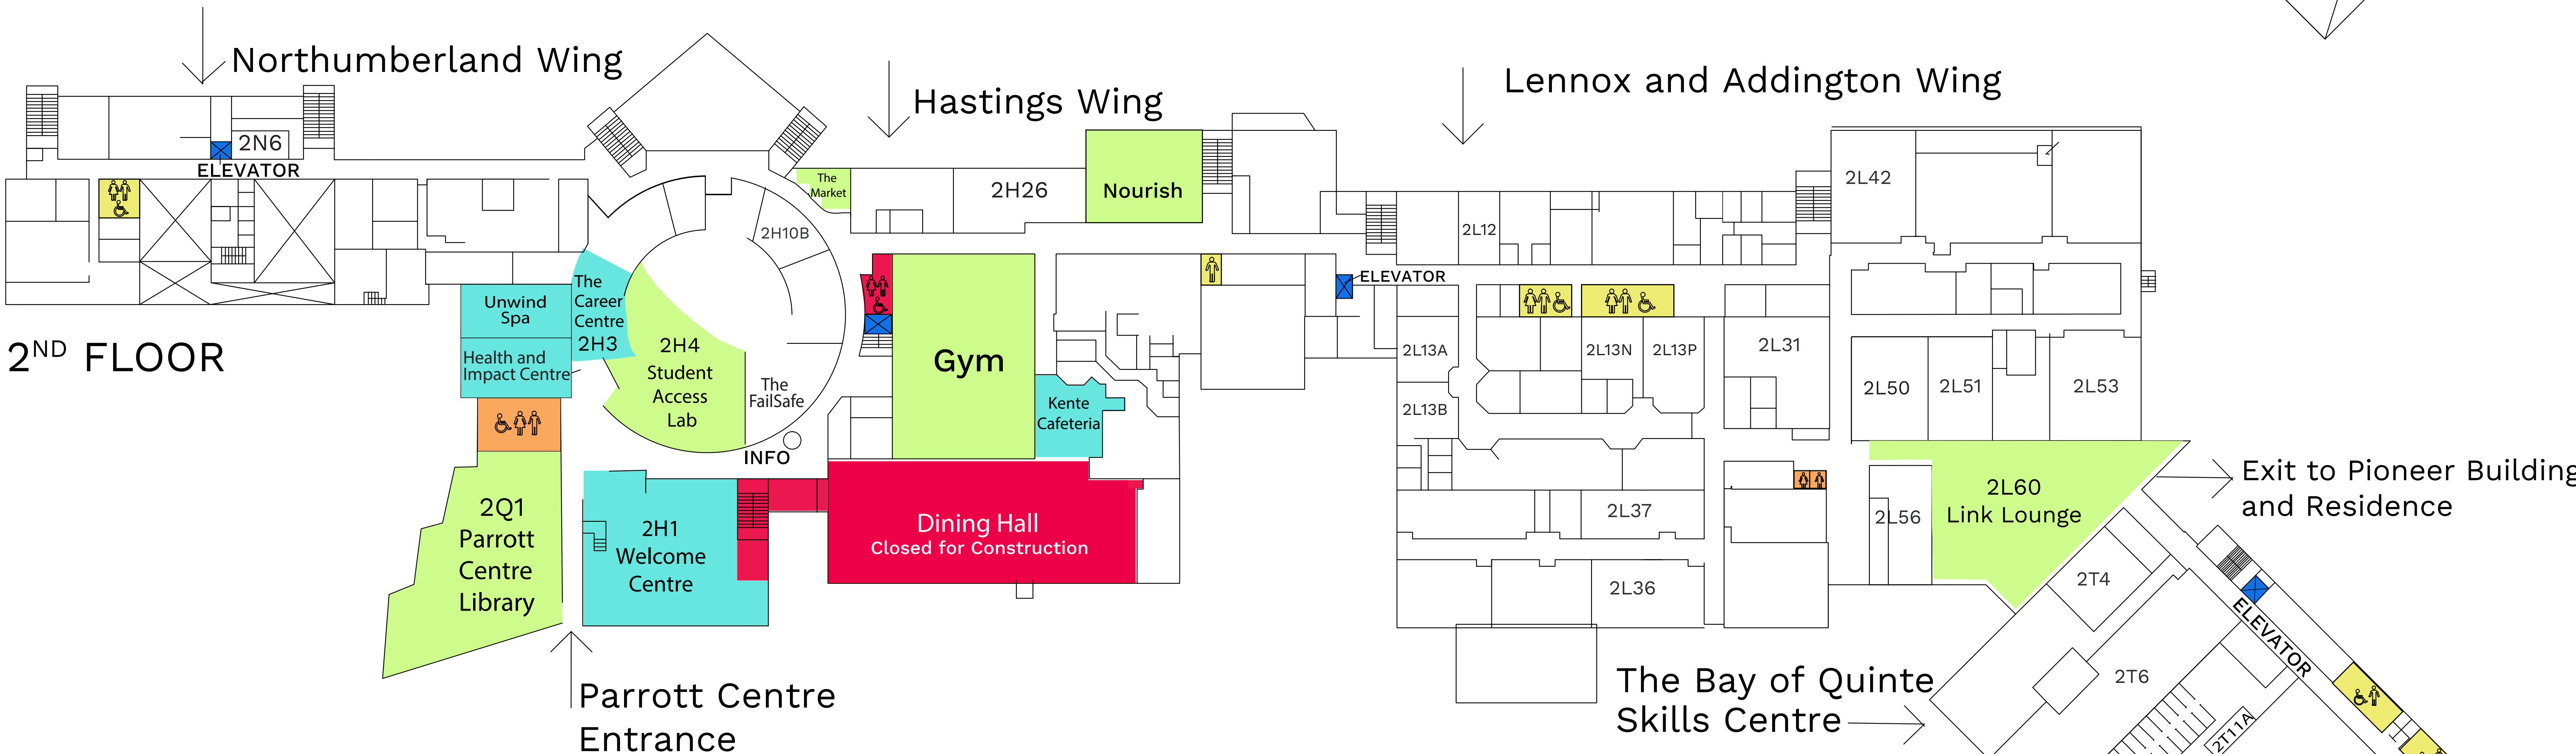 Northumberland Wing
Hastings Wing
Lennox and Addington Wing
2N6
ELEVATOR
The
Market
2H26
Nourish
2L12
2L42
2H10B
ELEVATOR
The
Career
Centre
2H3
Unwind
Spa
Health and
Impact Centre
2ND FLOOR
2H4
Student
Access
Lab
The
FailSafe
INFO
Gym
Kente
Cafeteria
2L13A
2L13B
2L13N
2L13P
2L31
2L50
2L51
2L53
2Q1
Parrott
Centre
Library
2H1
Welcome
Centre
Dining Hall
Closed for Construction
2L37
2L36
2L56
2L60
Link Lounge
Exit to Pioneer Building
and Residence
2T4
ELEVATOR
2T6
2T11A
Parrott Centre
Entrance
The Bay of Quinte
Skills Centre